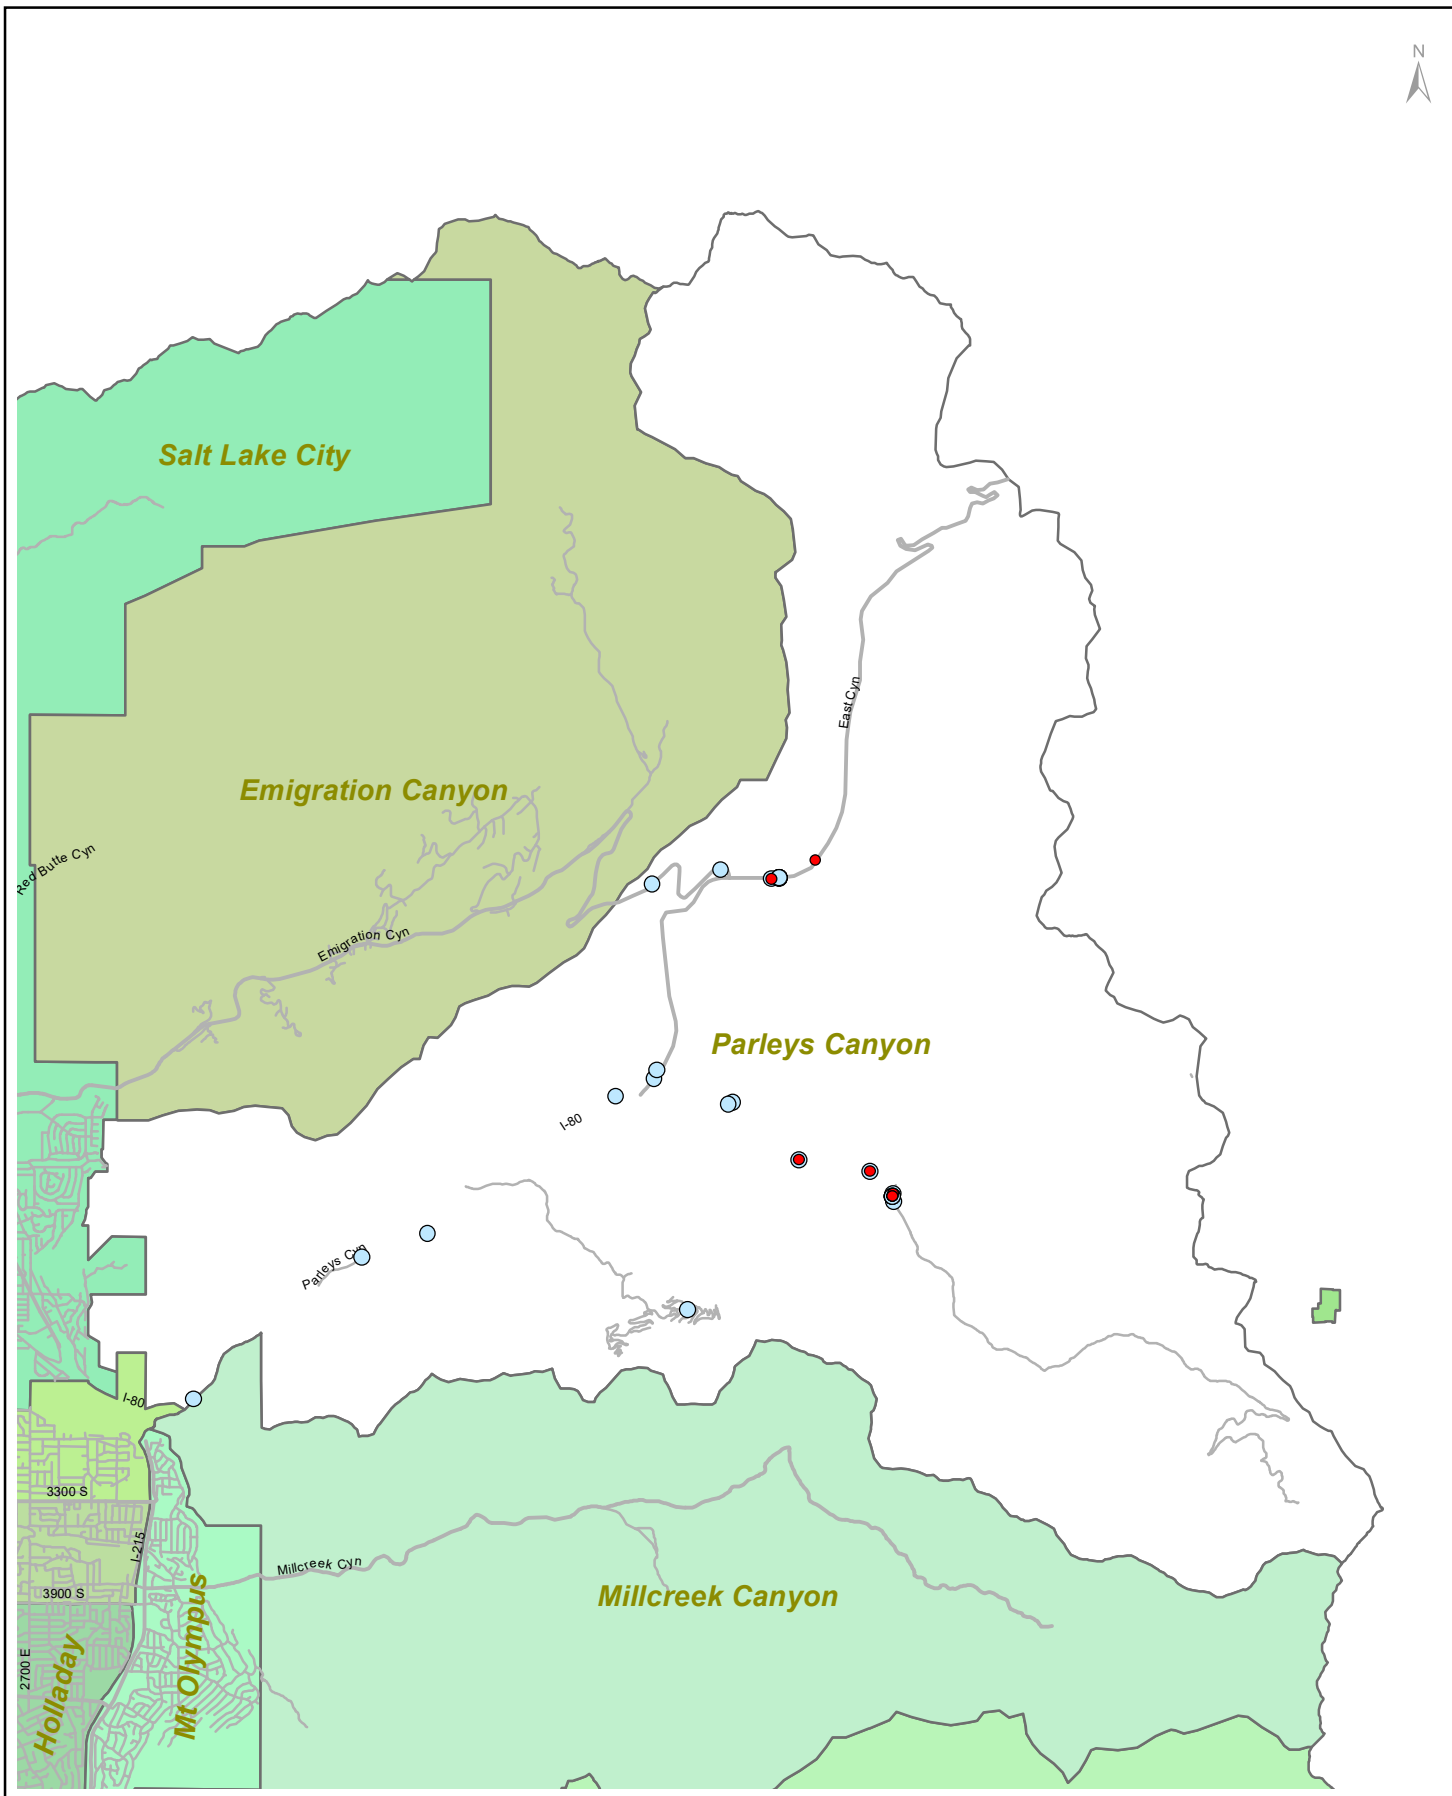 N
Salt Lake City
East Cyn
Emigration Canyon
Red Butte Cyn
Emigration Cyn
Parleys Canyon
I-80
Parleys Cyn
I-80
3300 S
I-215
Millcreek Cyn
3900 S
Millcreek Canyon
Mt Olympus
2700 E
Holladay